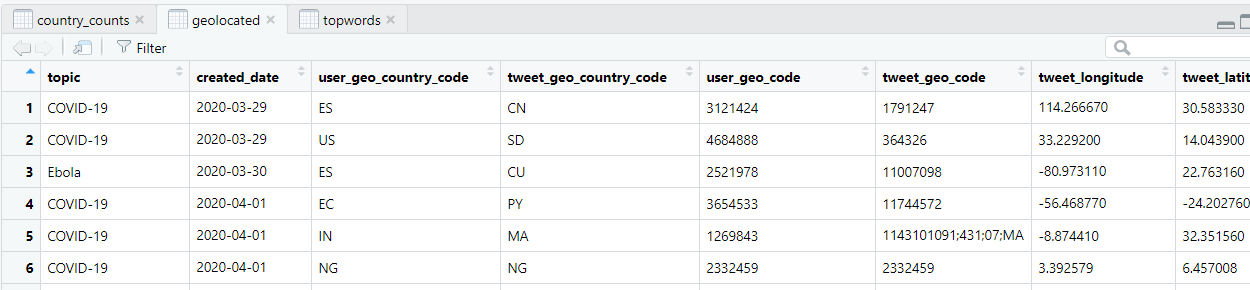 country_counts geolocated topwords
Filter
topic created_date user_geo_country_code tweet_geo_country_code user_geo_code tweet_geo_code tweet_longitude tweet_latit
1 COVID-19 2020-03-29 ES CN 3121424 1791247 114.266670 30.583330
2 COVID-19 2020-03-29 US SD 4684888 364326 33.229200 14.043900
3 Ebola 2020-03-30 ES CU 2521978 11007098 -80.973110 22.763160
4 COVID-19 2020-04-01 EC PY 3654533 11744572 -56.468770 -24.202760
5 COVID-19 2020-04-01 IN MA 1269843 1143101091;431;07;MA -8.874410 32.351560
6 COVID-19 2020-04-01 NG NG 2332459 2332459 3.392579 6.457008